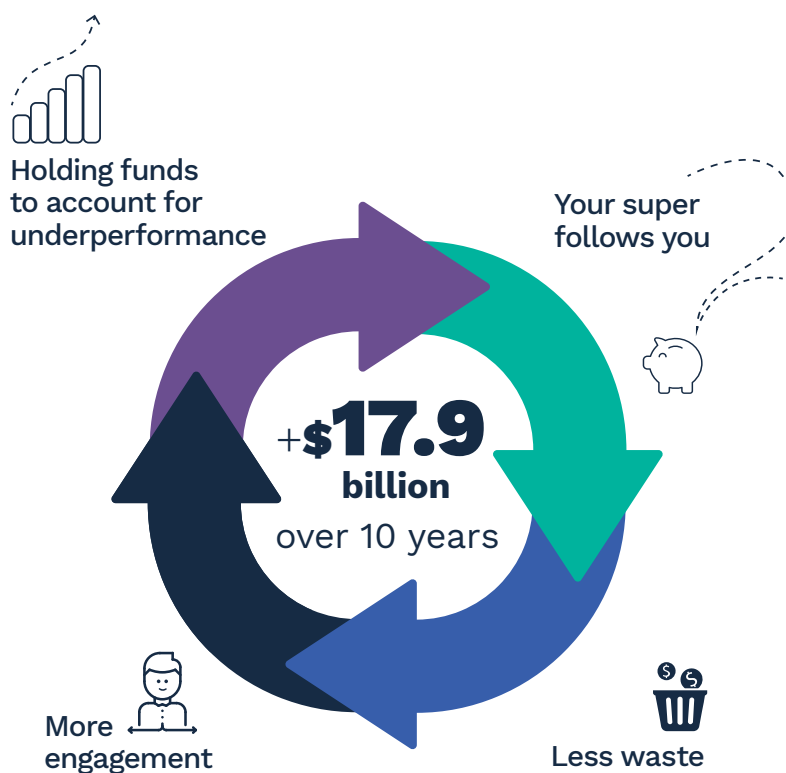 Holding funds
to account for
underperformance
Your super
follows you
+$17.9
billion
over 10 years
$
$
More
engagement
Less waste